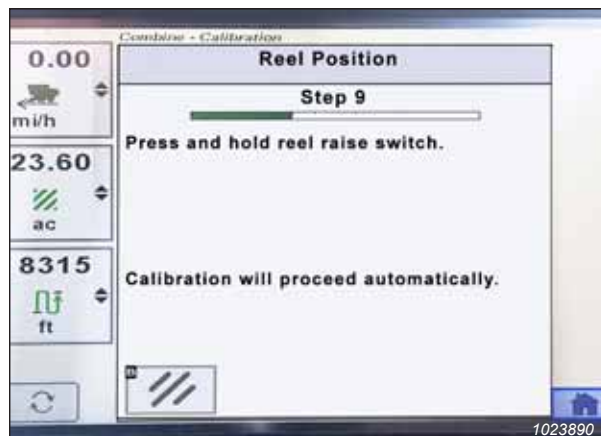 Combine - Calibration
0.00
mi/h
23.60
ac
8315
ft
Reel Position
Step 9
Press and hold reel raise switch.
Calibration will proceed automatically.
1023890